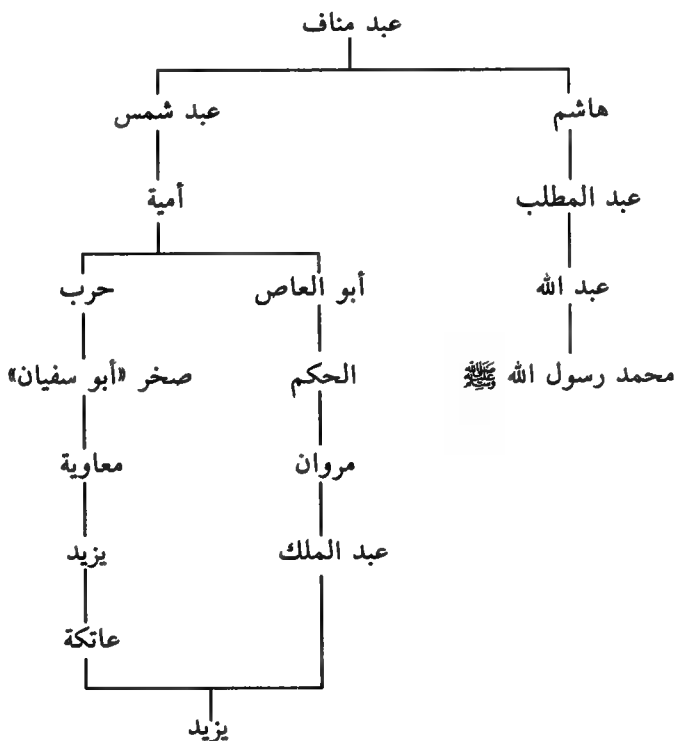 عبد مناف
هاشم عبد شمس
عبد المطلب أمية
عبد الله أبو العاص حرب
محمد رسول الله ﷺ الحكم صخر «أبو سفيان»
مروان معاوية
عبد الملك يزيد
عاتكة
يزيد